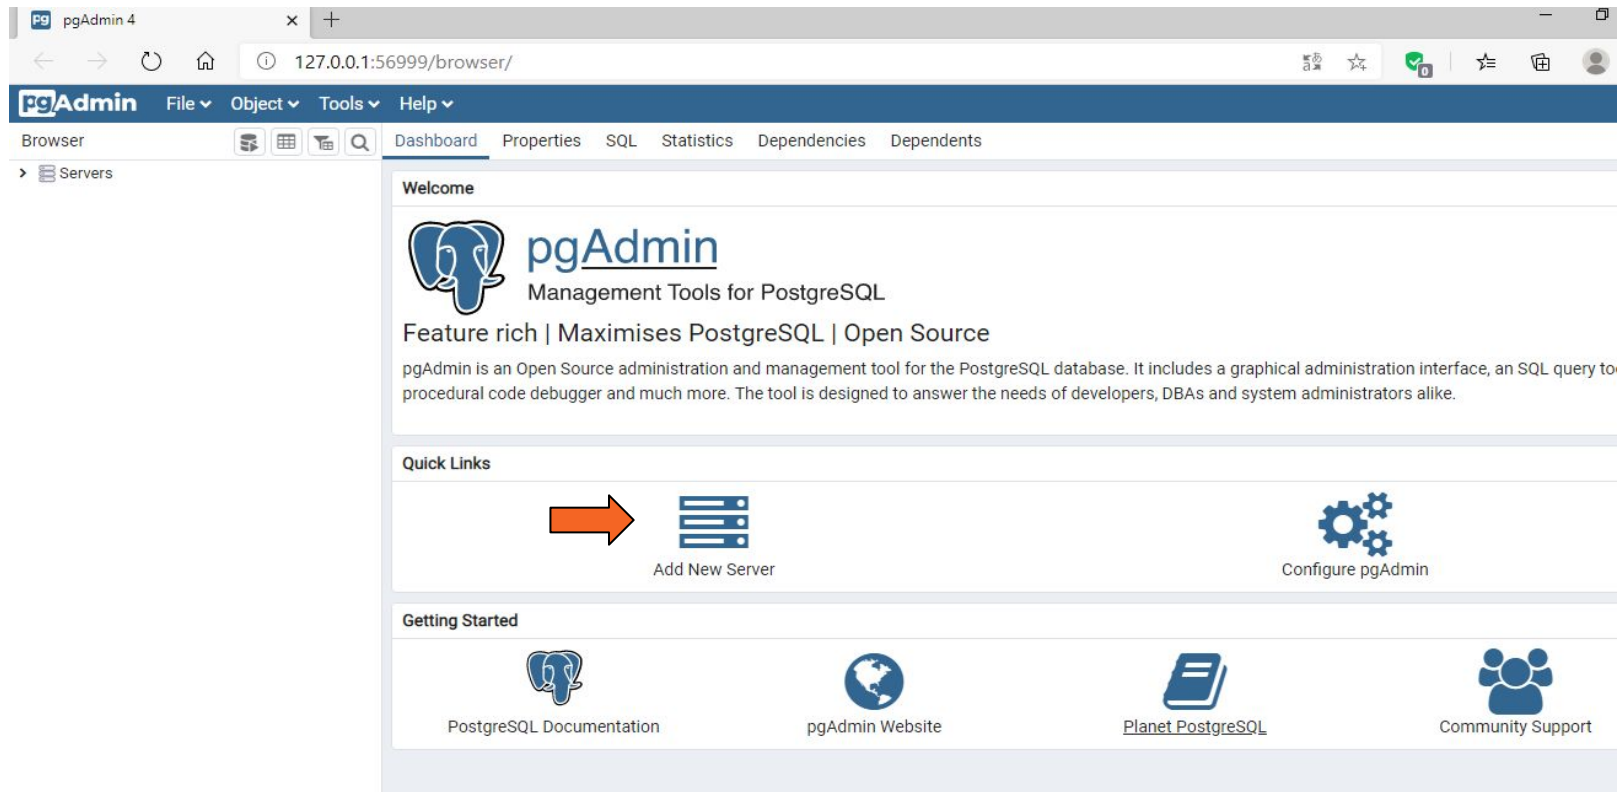 pgAdmin 4
127.0.0.1:56999/browser/
0
pgAdmin File Object Tools Help
Browser Dashboard Properties SQL Statistics Dependencies Dependents
Servers
Welcome
pgAdmin
Management Tools for PostgreSQL
Feature rich | Maximises PostgreSQL | Open Source
pgAdmin is an Open Source administration and management tool for the PostgreSQL database. It includes a graphical administration interface, an SQL query
procedural code debugger and much more. The tool is designed to answer the needs of developers, DBAs and system administrators alike.
Quick Links
Add New Server Configure pgAdmin
Getting Started
PostgreSQL Documentation pgAdmin Website Planet PostgreSQL Community Support